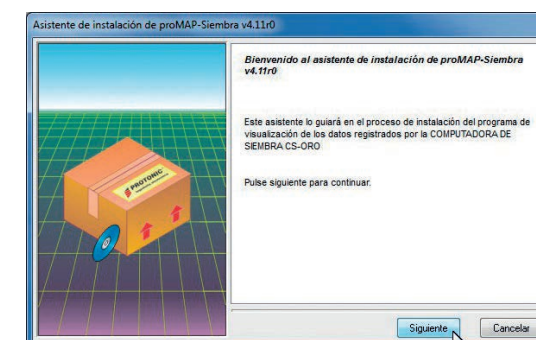 Asistente de instalación de proMAP-Siembra v4.11r0
Bienvenido al asistente de instalación de proMAP-Siembra
v4.11r0
Este asistente lo guiará en el proceso de instalación del programa de
visualización de los datos registrados por la COMPUTADORA DE
SIEMBRA CS-ORO
Pulse siguiente para continuar.
PROTONIC
Siguiente
Cancelar